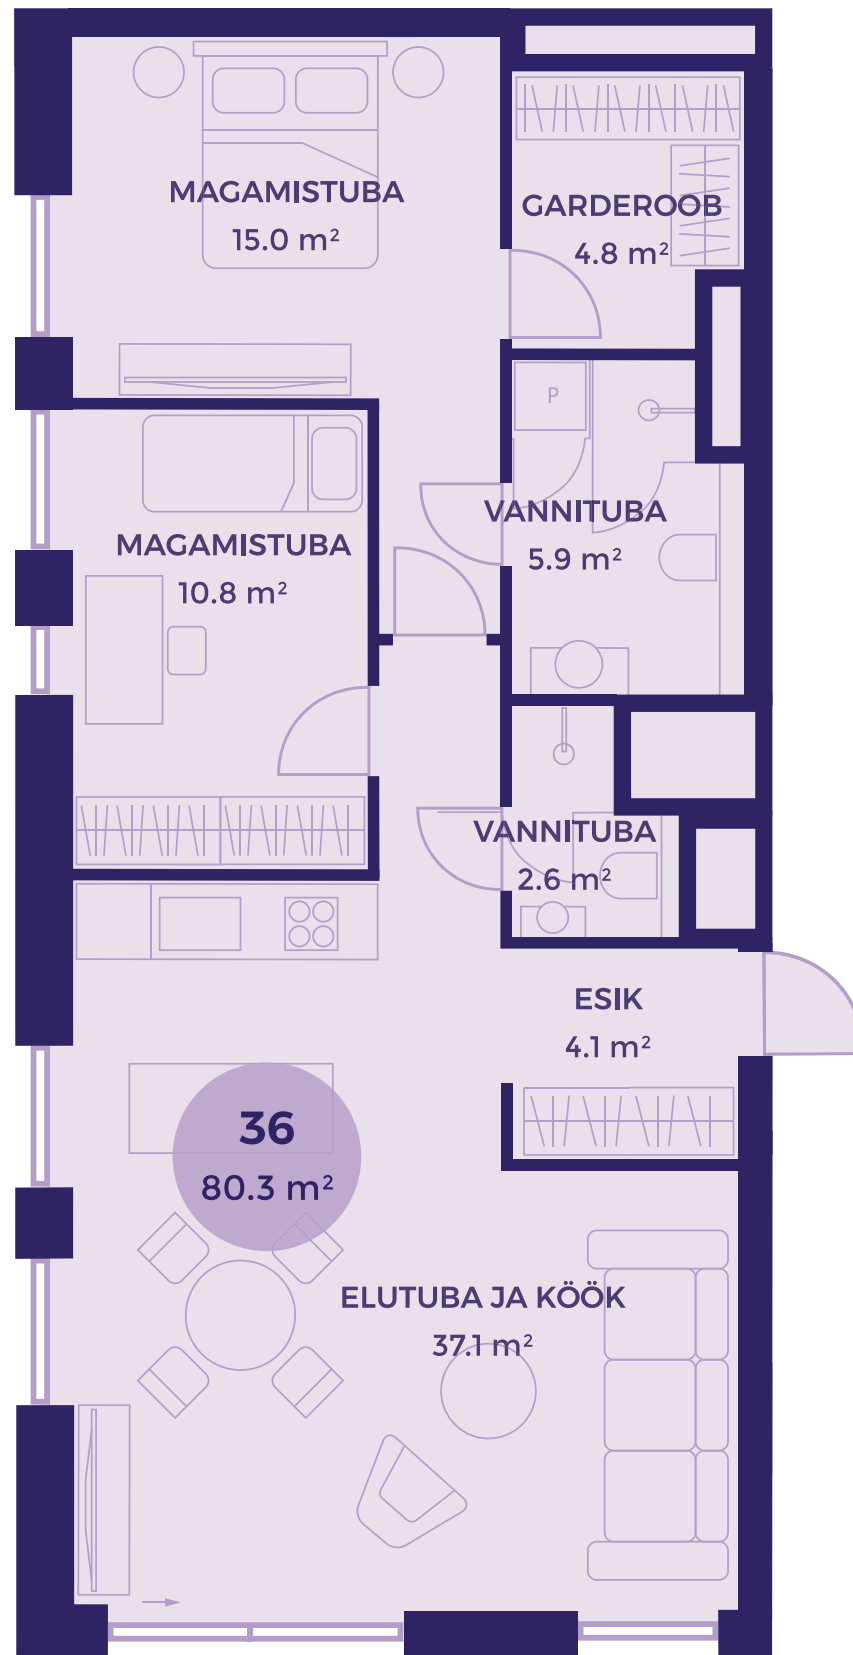 MAGAMISTUBA
15.0 m²
GARDEROOB
4.8 m²
P
VANNITUBA
5.9 m²
MAGAMISTUBA
10.8 m²
VANNITUBA
2.6 m²
ESIK
4.1 m²
36
80.3 m²
ELUTUBA JA KÖÖK
37.1 m²